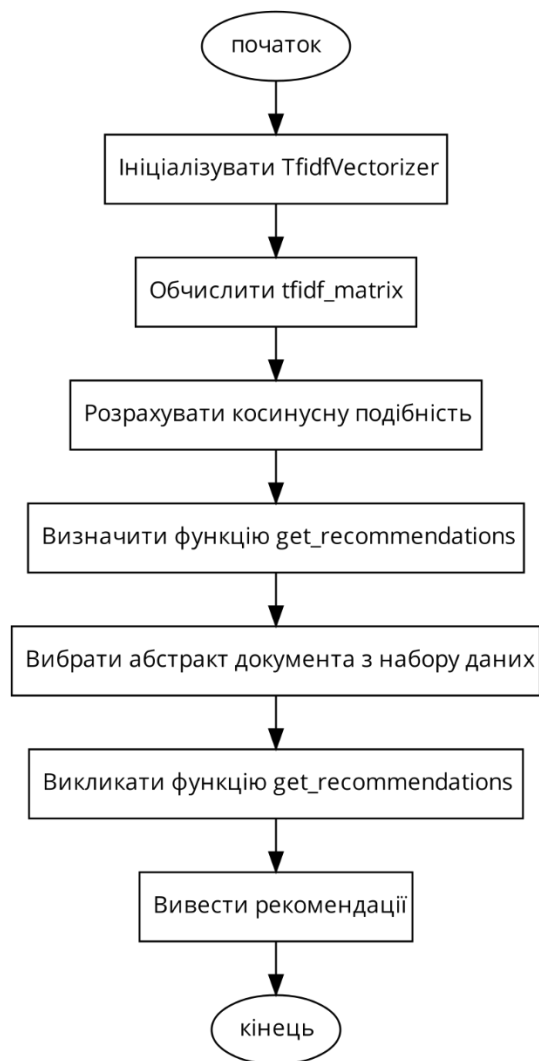 початок
Ініціалізувати TfidfVectorizer
Обчислити tfidf_matrix
Розрахувати косинусну подібність
Визначити функцію get_recommendations
Вибрати абстракт документа з набору даних
Викликати функцію get_recommendations
Вивести рекомендації
кінець